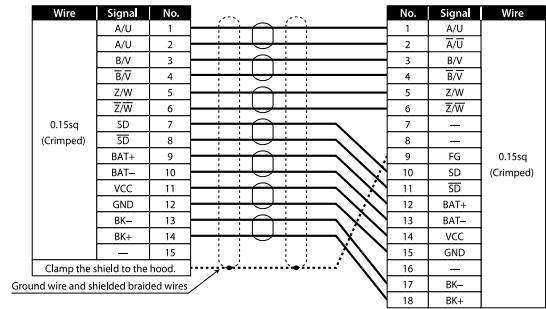 Wire Signal No.
A/U 1
A/U 2
B/V 3
B̅/V̅ 4
Z/W 5
Z̅/W̅ 6
SD 7
S̅D̅ 8
BAT+ 9
BAT− 10
VCC 11
GND 12
BK− 13
BK+ 14
— 15
0.15sq
(Crimped)
Clamp the shield to the hood.
Ground wire and shielded braided wires
No. Signal Wire
1 A/U
2 A̅/U̅
3 B/V
4 B̅/V̅
5 Z/W
6 Z̅/W̅
7 —
8 —
9 FG
10 SD
11 S̅D̅
12 BAT+
13 BAT−
14 VCC
15 GND
16 —
17 BK−
18 BK+
0.15sq
(Crimped)